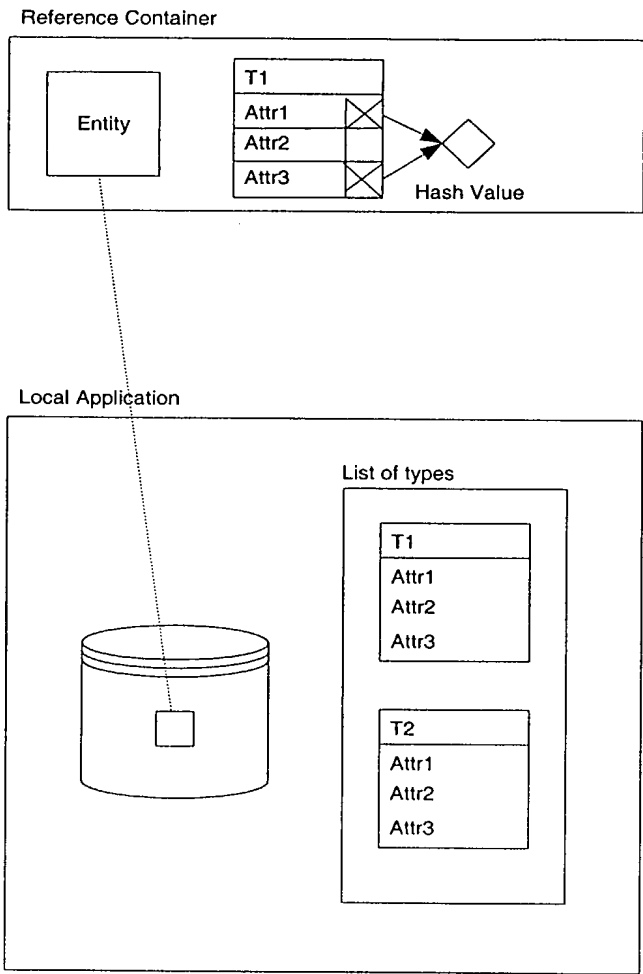 Reference Container
Entity
T1
Attr1
Attr2
Attr3
Hash Value
Local Application
List of types
T1
Attr1
Attr2
Attr3
T2
Attr1
Attr2
Attr3